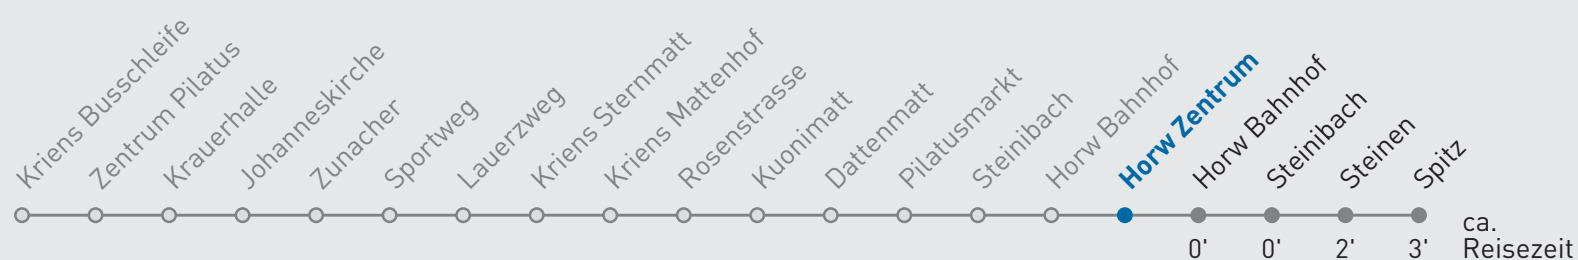 Kriens Busschleife
Zentrum Pilatus
Krauerhalle
Johanneskirche
Zunacher
Sportweg
Lauerzweg
Kriens Sternmatt
Kriens Mattenhof
Rosenstrasse
Kuonimatt
Dattenmatt
Pilatusmarkt
Steinibach
Horw Bahnhof
Horw Zentrum
Horw Bahnhof
Steinibach
Steinen
Spitz
ca.
0' 0' 2' 3' Reisezeit